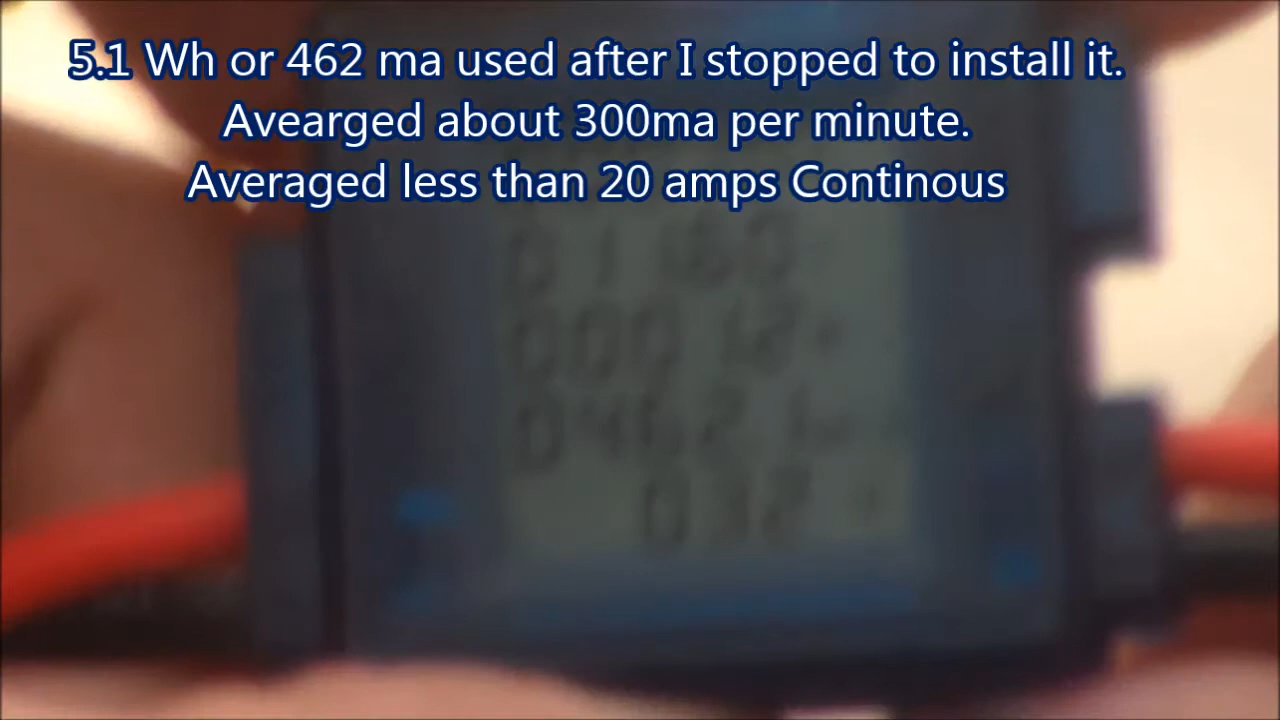 5.1 Wh or 462 ma used after I stopped to install it.
Avearged about 300ma per minute.
Averaged less than 20 amps Continous